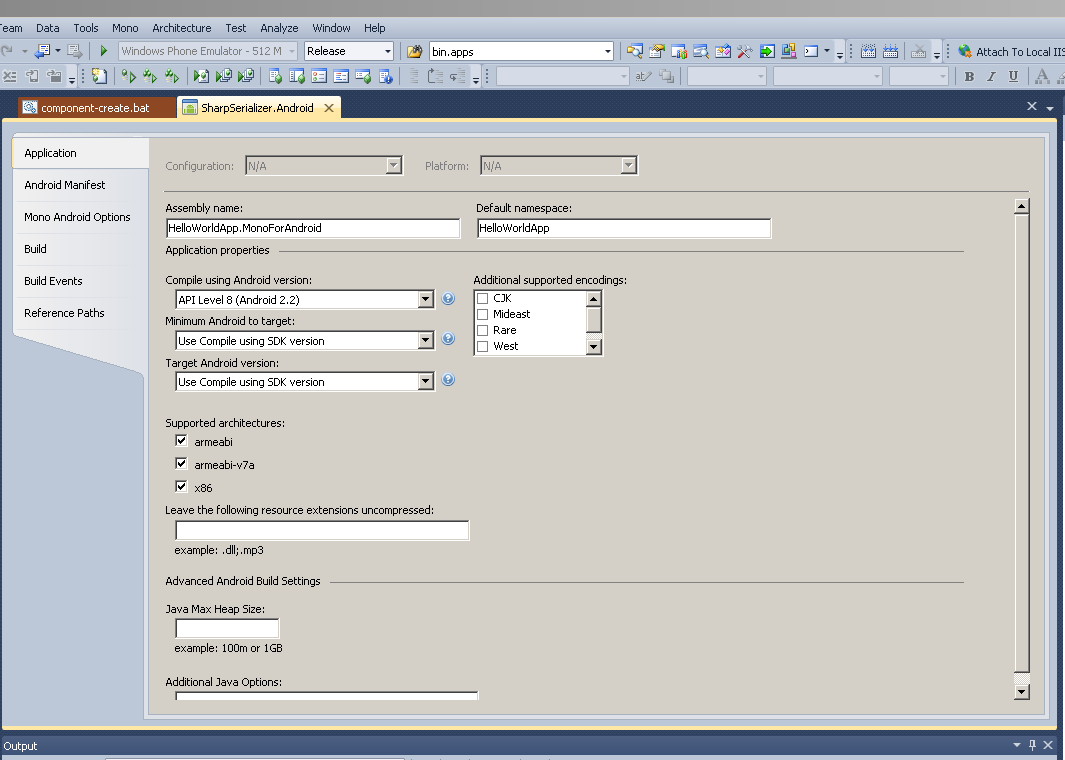 Team Data Tools Mono Architecture Test Analyze Window Help
Windows Phone Emulator - 512 M Release bin.apps Attach To Local IIS
B I U A
component-create.bat SharpSerializer.Android
Application
Configuration: N/A Platform: N/A
Android Manifest
Assembly name: Default namespace:
Mono Android Options
HelloWorldApp.MonoForAndroid HelloWorldApp
Build
Application properties
Build Events
Compile using Android version: Additional supported encodings:
API Level 8 (Android 2.2) CJK
Reference Paths
Mideast
Minimum Android to target:
Rare
Use Compile using SDK version West
Target Android version:
Use Compile using SDK version
Supported architectures:
armeabi
armeabi-v7a
x86
Leave the following resource extensions uncompressed:
example: .dll;.mp3
Advanced Android Build Settings
Java Max Heap Size:
example: 100m or 1GB
Additional Java Options:
Output